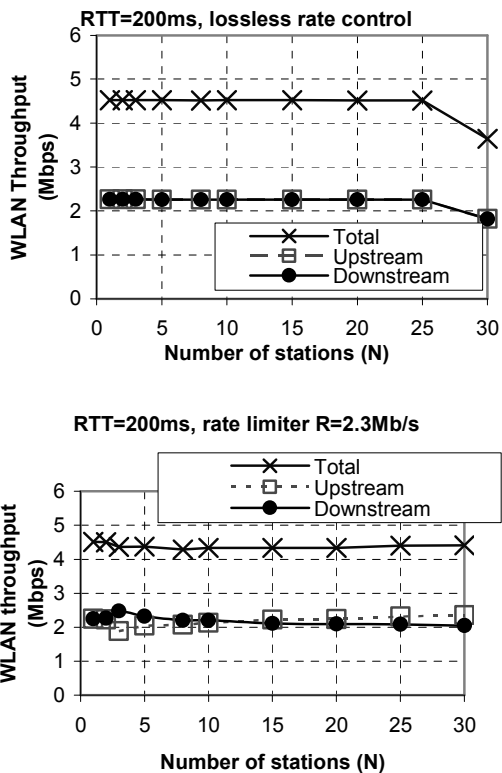 RTT=200ms, lossless rate control
WLAN Throughput
(Mbps)
6
5
4
3
2
1
0
Total
Upstream
Downstream
0 5 10 15 20 25 30
Number of stations (N)
RTT=200ms, rate limiter R=2.3Mb/s
Total
Upstream
Downstream
WLAN throughput
(Mbps)
6
5
4
3
2
1
0
0 5 10 15 20 25 30
Number of stations (N)